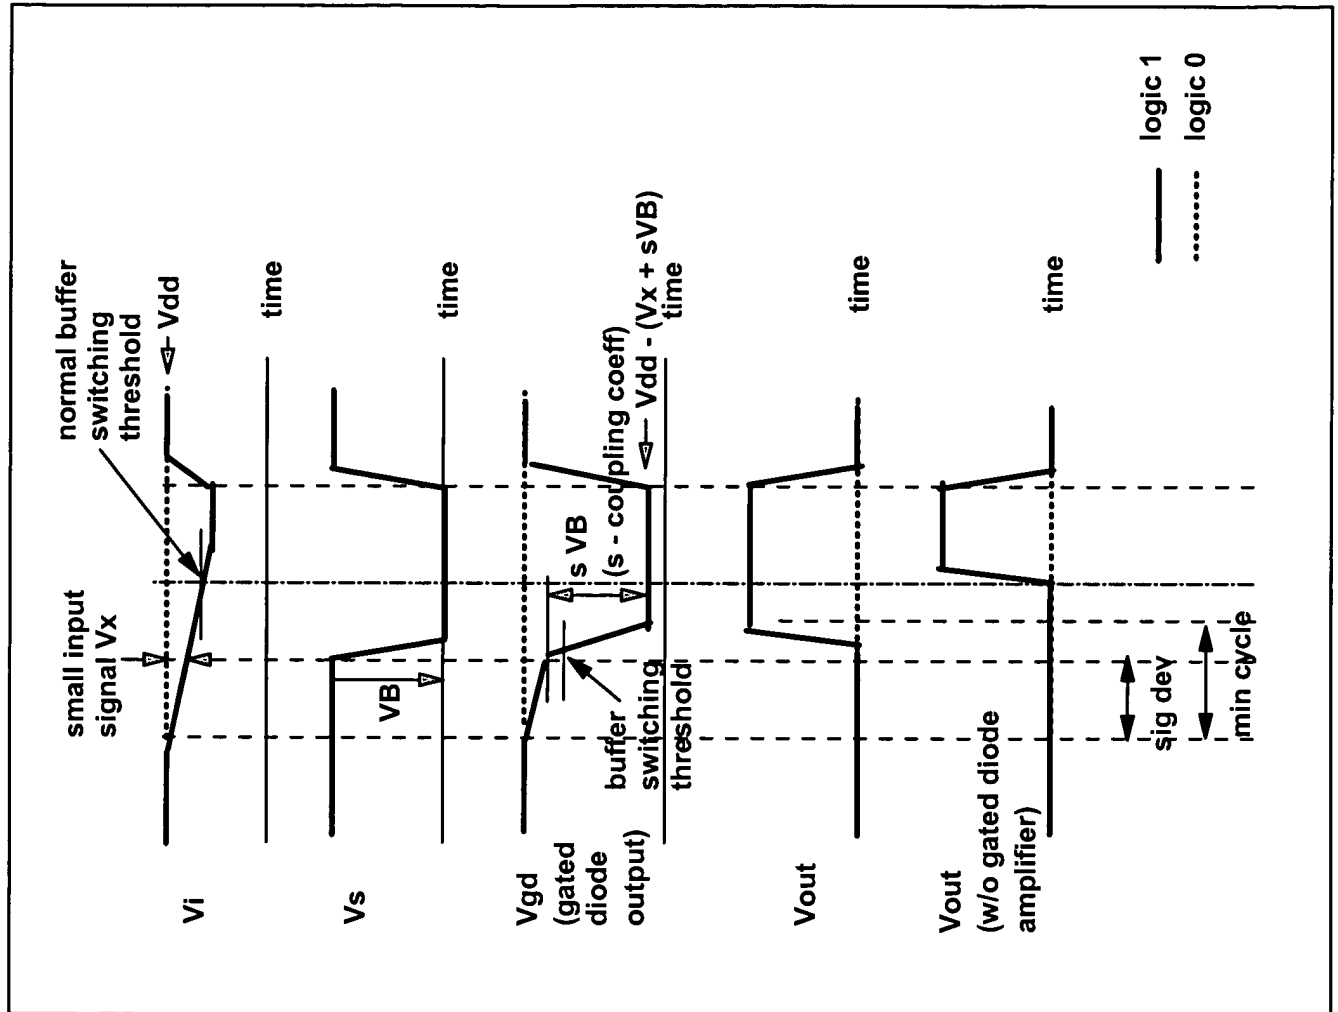 small input
signal Vx
normal buffer
switching
threshold
Vdd
Vi
time
VB
Vs
time
buffer
switching
threshold
s VB
(s - coupling coeff)
Vdd - (Vx + sVB)
Vgd
(gated
diode
output)
time
Vout
time
Vout
(w/o gated diode
amplifier)
time
sig dev
min cycle
logic 1
logic 0